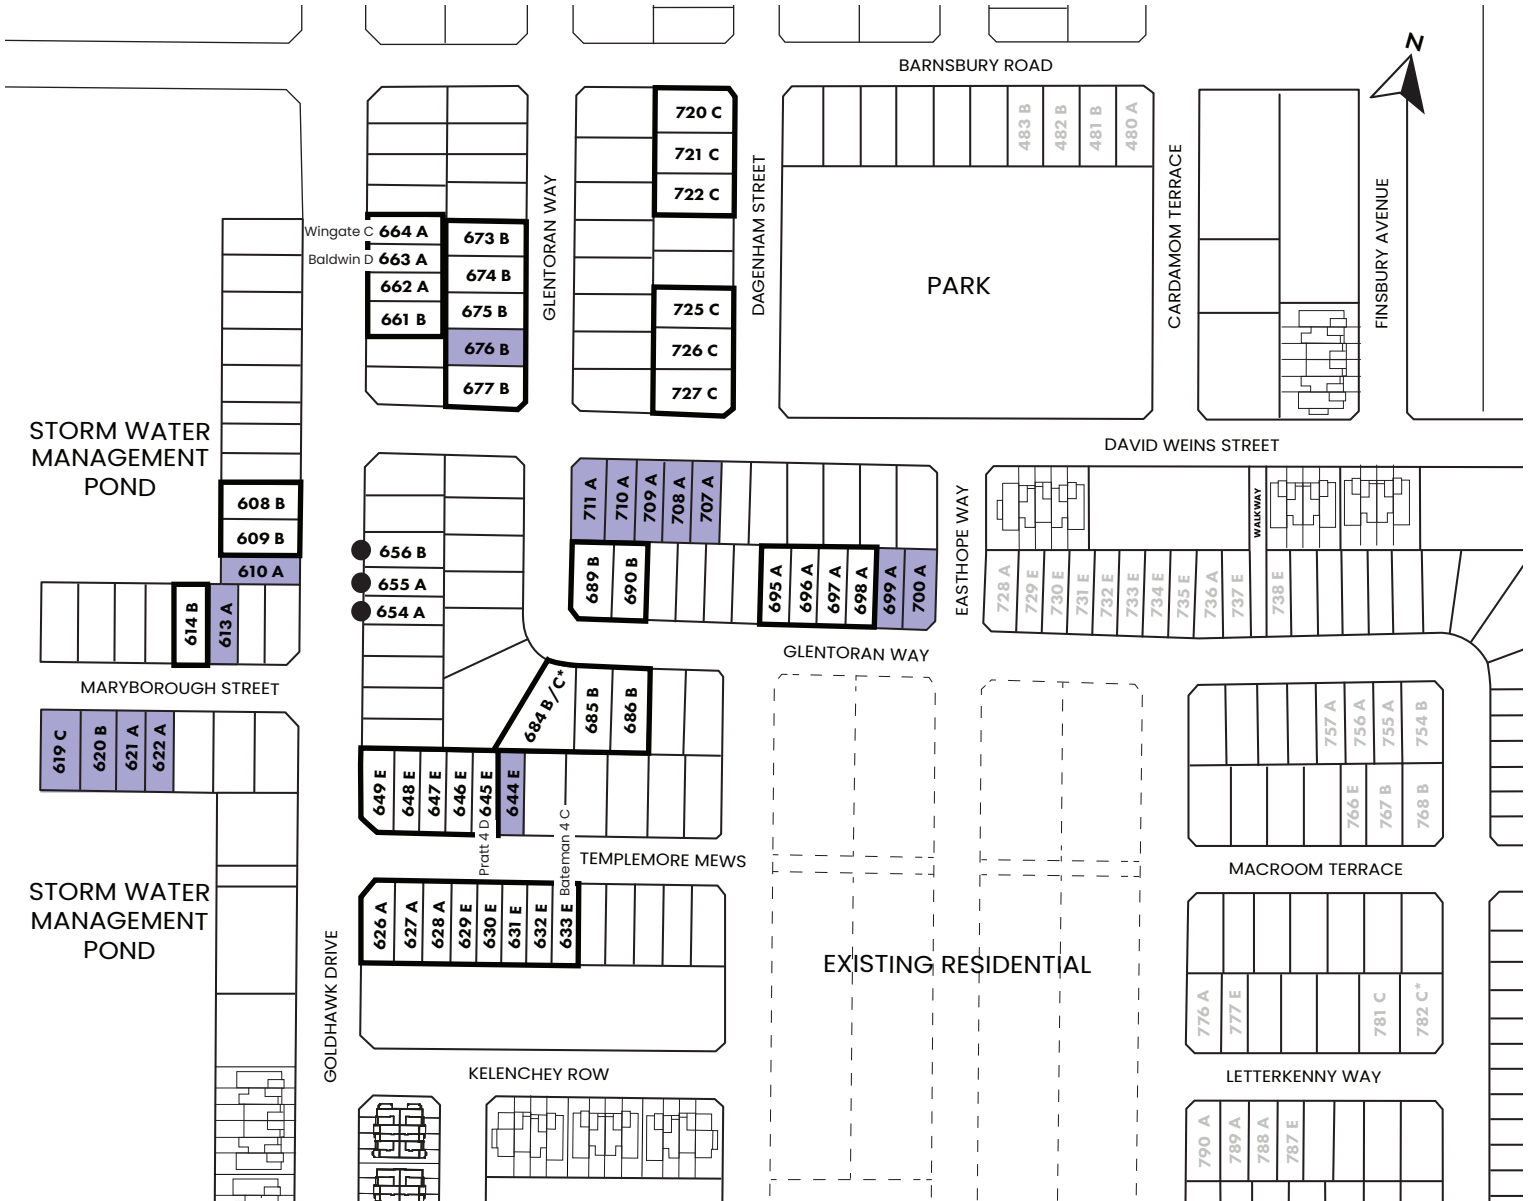 N
BARNSBURY ROAD
720 C
721 C
722 C
483 B
482 B
481 B
480 A
GLENTORAN WAY
DAGENHAM STREET
CARDAMOM TERRACE
FINSBURY AVENUE
Wingate C
664 A
Baldwin D
663 A
662 A
661 B
673 B
674 B
675 B
676 B
677 B
725 C
726 C
727 C
PARK
STORM WATER
MANAGEMENT
POND
DAVID WEINS STREET
608 B
609 B
610 A
614 B
613 A
656 B
655 A
654 A
711 A
710 A
709 A
708 A
707 A
689 B
690 B
695 A
696 A
697 A
698 A
699 A
700 A
EASTHOPE WAY
WALKWAY
728 A
729 E
730 E
731 E
732 E
733 E
734 E
735 E
736 A
737 E
738 E
GLENTORAN WAY
MARYBOROUGH STREET
619 C
620 B
621 A
622 A
684 B/C*
685 B
686 B
649 E
648 E
647 E
646 E
645 E
644 E
Pratt 4 D
Bateman 4 C
TEMPLEMORE MEWS
757 A
756 A
755 A
754 B
766 E
767 B
768 B
MACROOM TERRACE
STORM WATER
MANAGEMENT
POND
GOLDHAWK DRIVE
626 A
627 A
628 A
629 E
630 E
631 E
632 E
633 E
EXISTING RESIDENTIAL
776 A
777 E
781 C
782 C*
KELENCHEY ROW
LETTERKENNY WAY
790 A
789 A
788 A
787 E